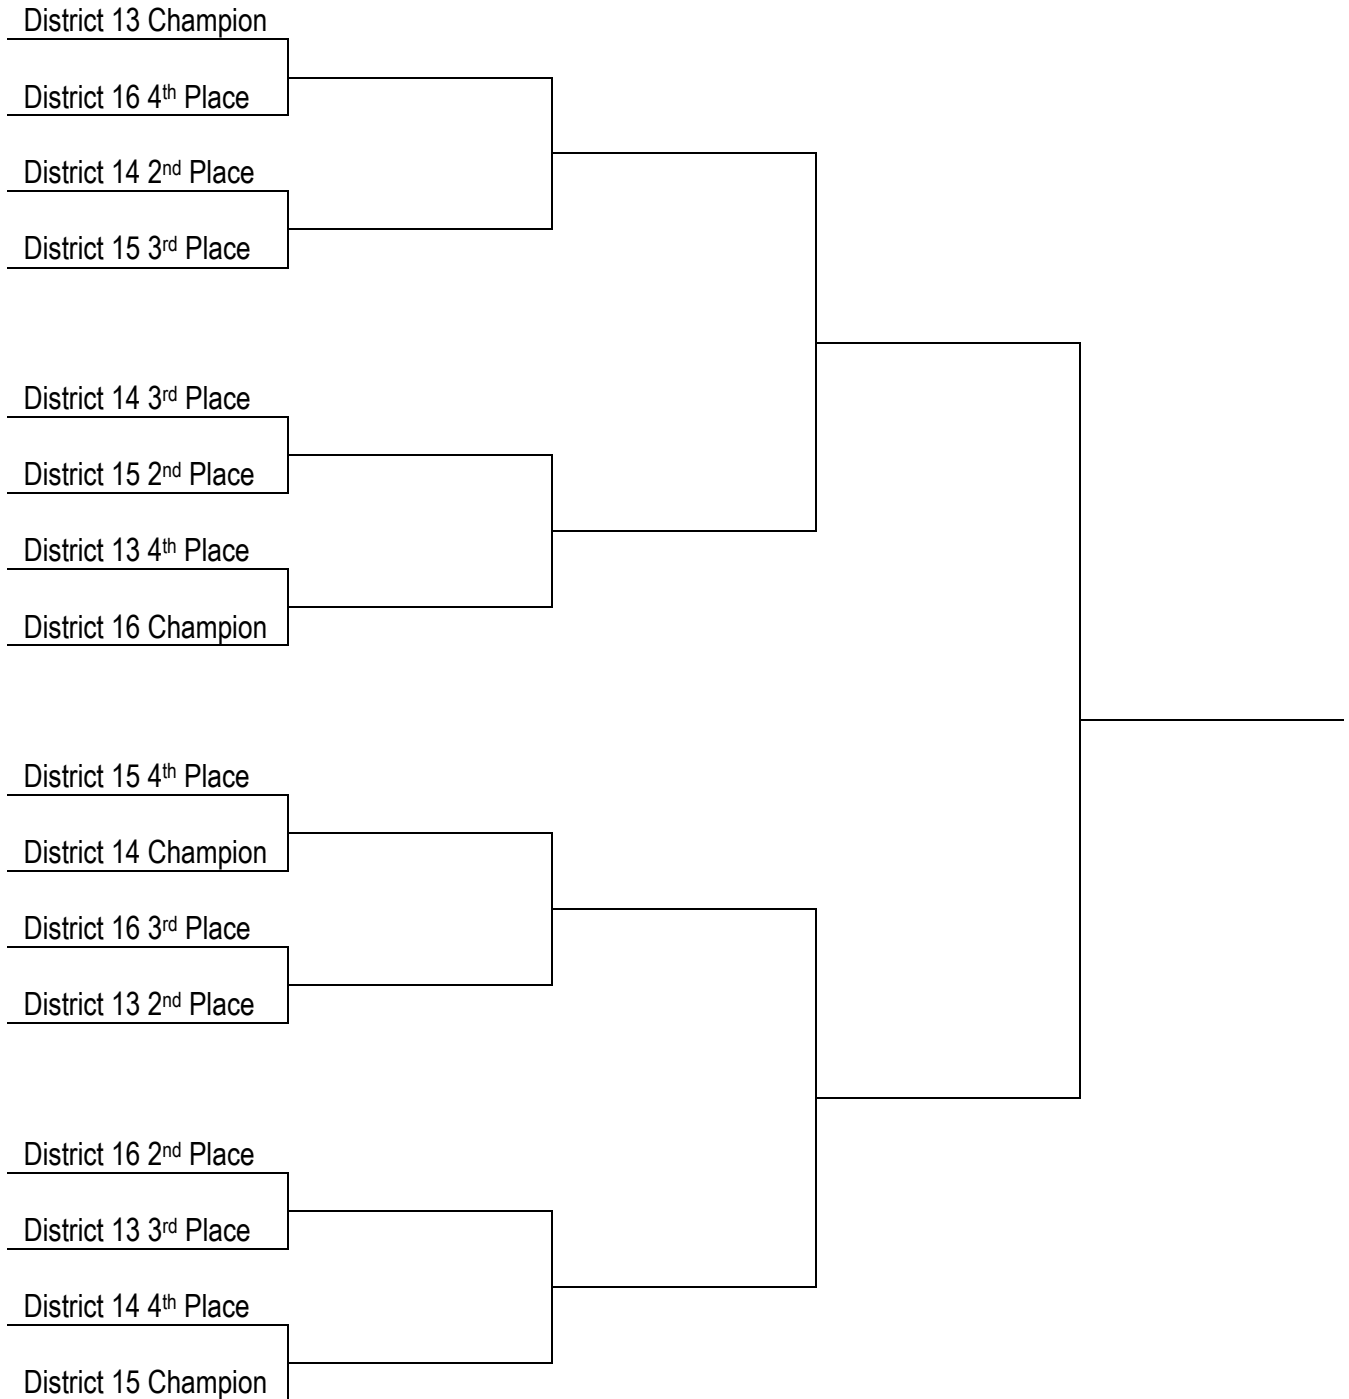 District 13 Champion
District 16 4th Place
District 14 2nd Place
District 15 3rd Place
District 14 3rd Place
District 15 2nd Place
District 13 4th Place
District 16 Champion
District 15 4th Place
District 14 Champion
District 16 3rd Place
District 13 2nd Place
District 16 2nd Place
District 13 3rd Place
District 14 4th Place
District 15 Champion